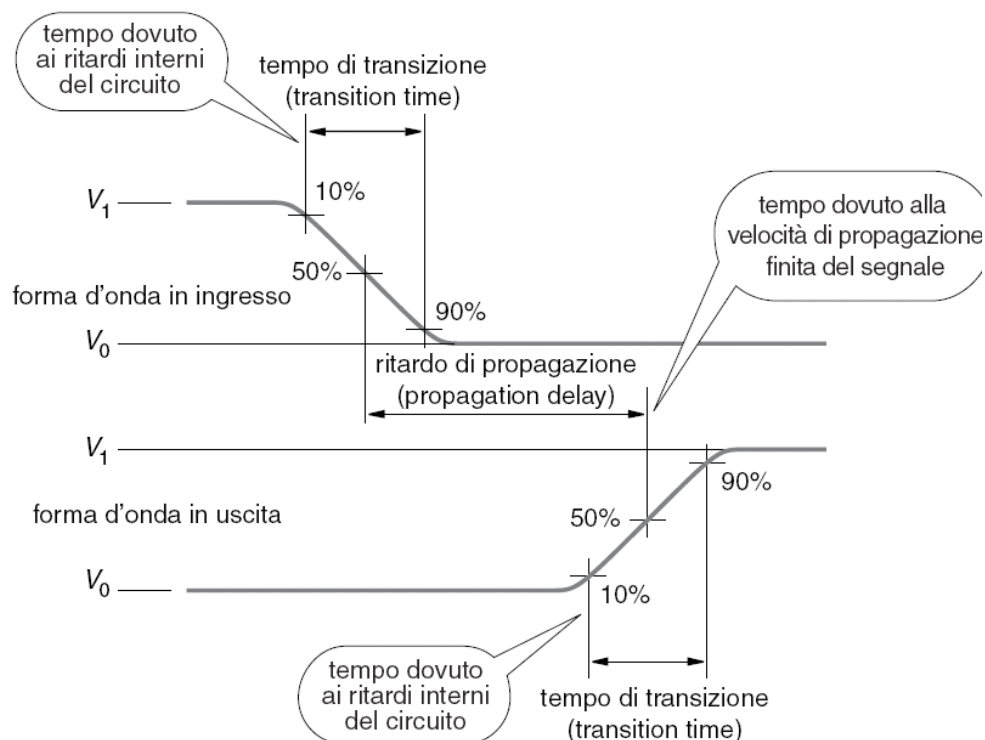 tempo dovuto
ai ritardi interni
del circuito
tempo di transizione
(transition time)
V1
10%
50%
forma d'onda in ingresso
90%
V0
tempo dovuto alla
velocità di propagazione
finita del segnale
ritardo di propagazione
(propagation delay)
V1
90%
forma d'onda in uscita
50%
V0
10%
tempo dovuto
ai ritardi interni
del circuito
tempo di transizione
(transition time)